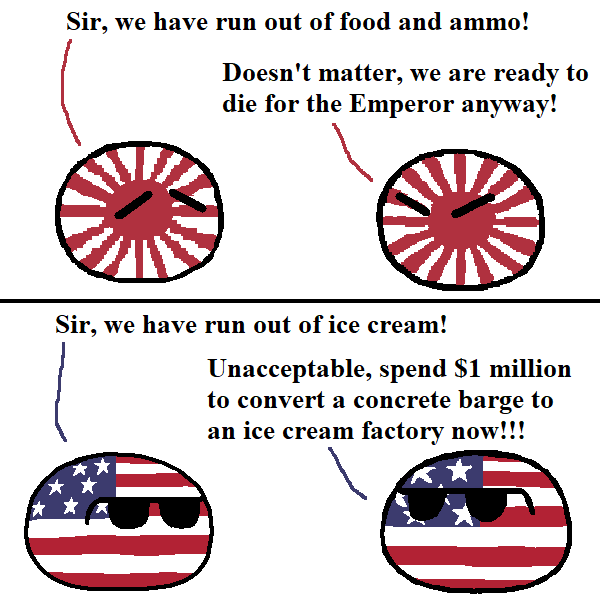 Sir, we have run out of food and ammo!
Doesn't matter, we are ready to
die for the Emperor anyway!
Sir, we have run out of ice cream!
Unacceptable, spend $1 million
to convert a concrete barge to
an ice cream factory now!!!